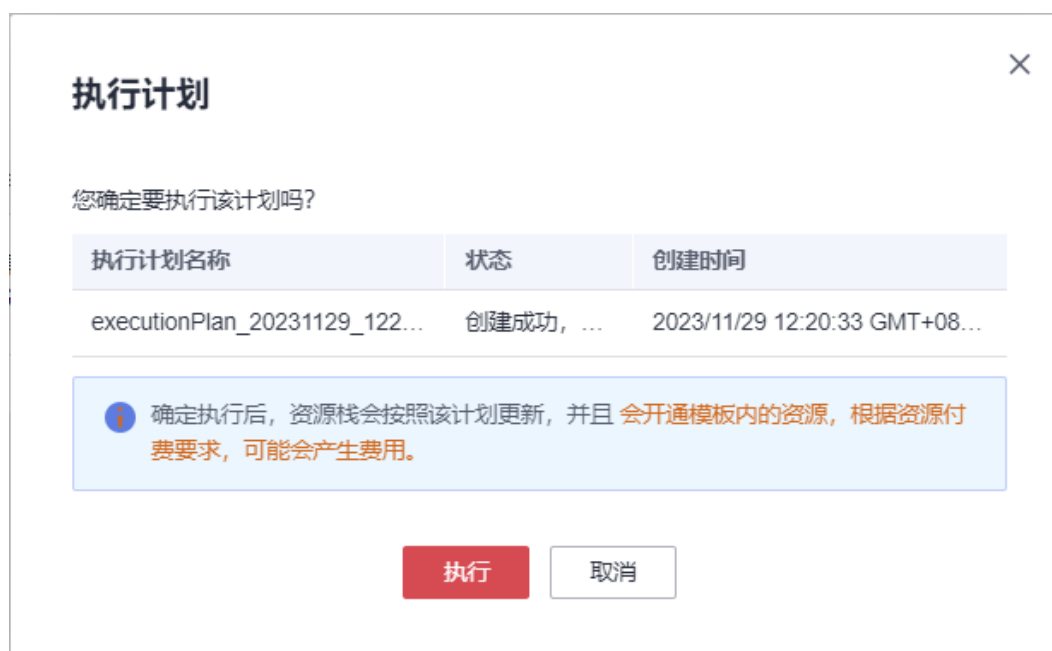 执行计划
您确定要执行该计划吗?
执行计划名称 状态 创建时间
executionPlan_20231129_122... 创建成功，... 2023/11/29 12:20:33 GMT+08...
确定执行后，资源栈会按照该计划更新，并且 会开通模板内的资源，根据资源付
费要求，可能会产生费用。
执行 取消